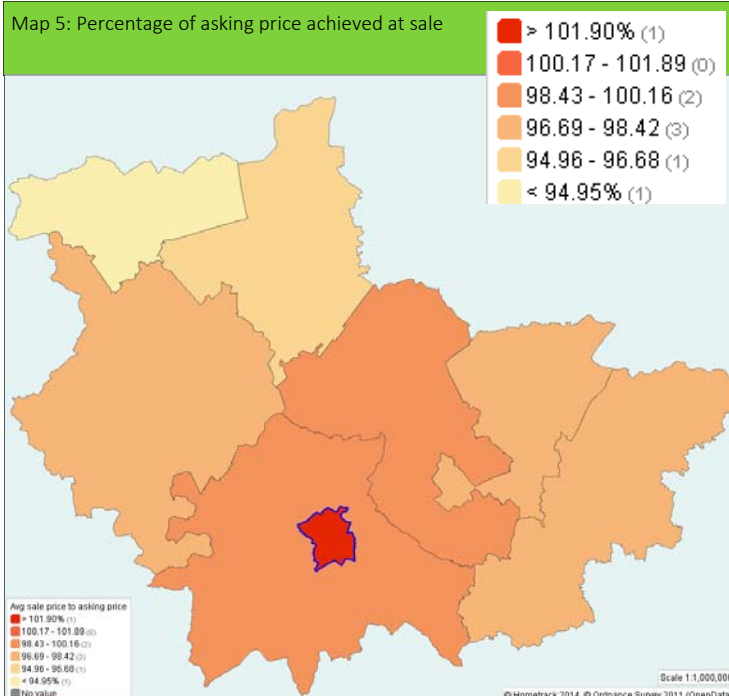 Map 5: Percentage of asking price achieved at sale
> 101.90% (1)
100.17 - 101.89 (0)
98.43 - 100.16 (2)
96.69 - 98.42 (3)
94.96 - 96.68 (1)
< 94.95% (1)
Avg sale price to asking price
> 101.90% (1)
100.17 - 101.89 (0)
98.43 - 100.16 (2)
96.69 - 98.42 (3)
94.96 - 96.68 (1)
< 94.95% (1)
No value
Scale 1:1,000,000
© Hometrack 2014, © Ordnance Survey 2011 (OpenData